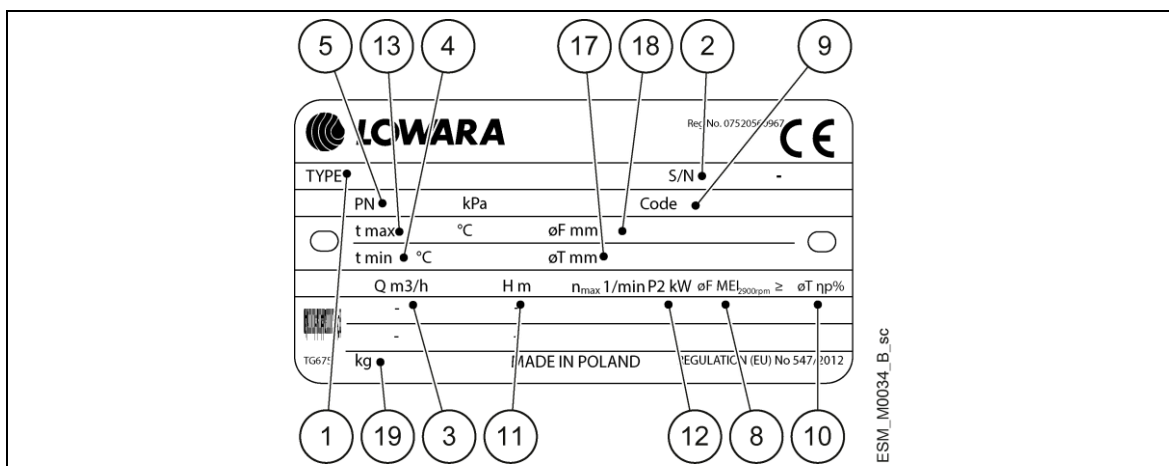 5 13 4 17 18 2 9
LOWARA
Reg No. 07520560967
CE
TYPE S/N -
PN kPa Code
t max °C øF mm
t min °C øT mm
Q m3/h H m nmax 1/min P2 kW øF MEI2900rpm ≥ øT ηp%
- -
- -
kg MADE IN POLAND REGULATION (EU) No 547/2012
1 19 3 11 12 8 10
ESM_M0034_B_sc